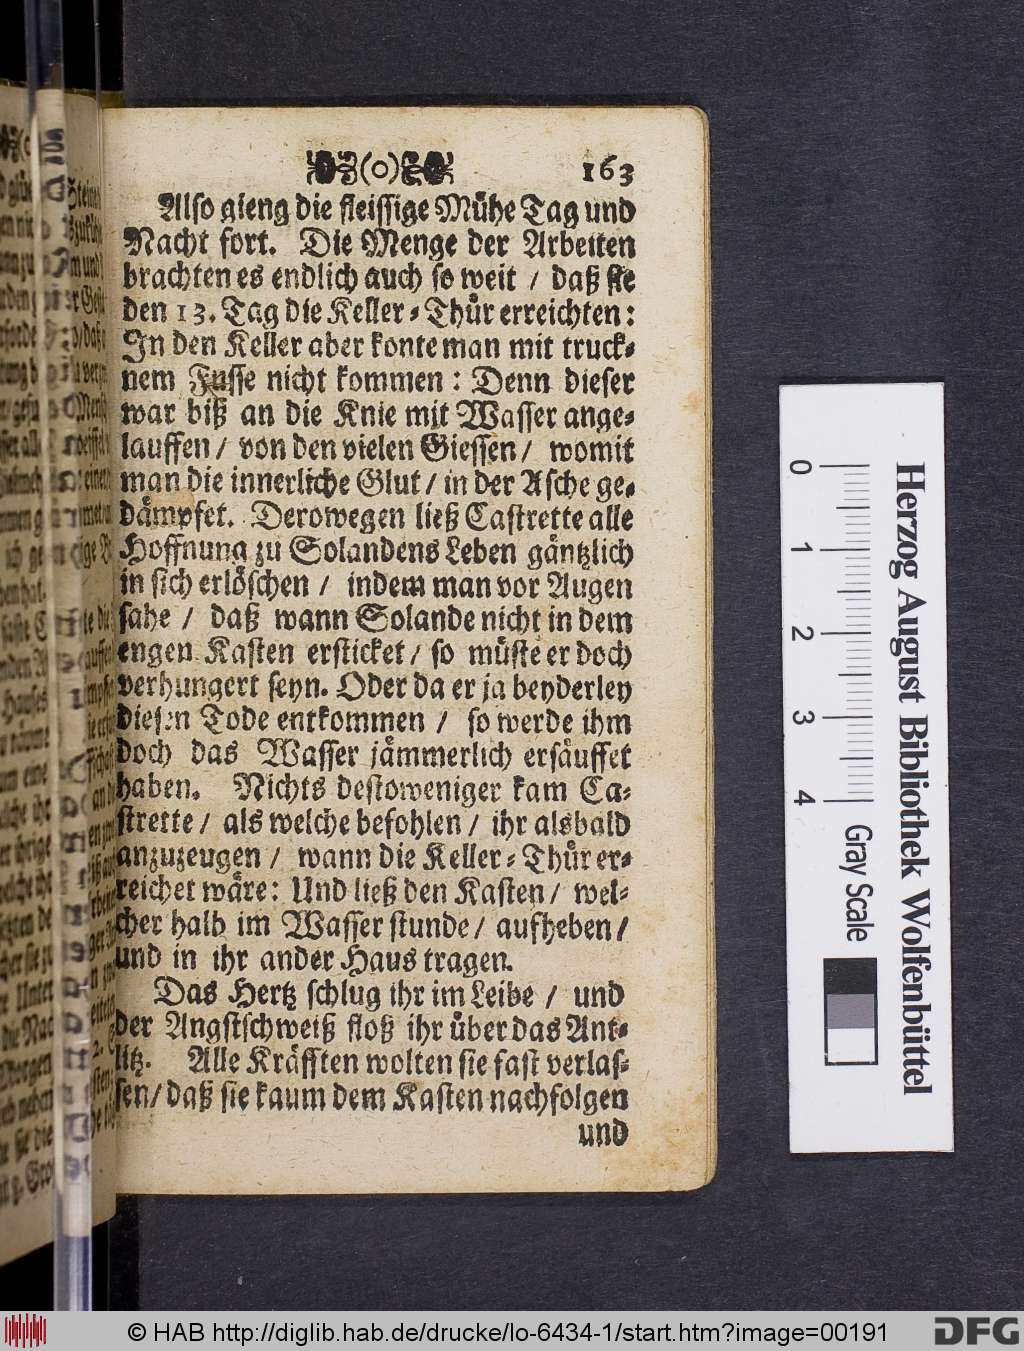 163
Also gieng die fleissige Mühe Tag und
Nacht fort. Die Menge der Arbeiten
brachten es endlich auch so weit / daß sie
den 13. Tag die Keller-Thür erreichten:
In den Keller aber konte man mit truck-
nem Fusse nicht kommen: Denn dieser
war biß an die Knie mit Wasser ange-
lauffen / von den vielen Giessen / womit
man die innerliche Glut / in der Asche ge-
dämpfet. Derowegen ließ Castrette alle
Hoffnung zu Solandens Leben gäntzlich
in sich erlöschen / indem man vor Augen
sahe / daß wann Solande nicht in dem
engen Kasten ersticket / so müste er doch
verhungert seyn. Oder da er ja beyderley
diesen Tode entkommen / so werde ihm
doch das Wasser jämmerlich ersäuffet
haben. Nichts destoweniger kam Ca-
strette / als welche befohlen / ihr alsbald
anzuzeugen / wann die Keller-Thür er-
reichet wäre: Und ließ den Kasten / wel-
cher halb im Wasser stunde / aufheben /
und in ihr ander Haus tragen.
Das Hertz schlug ihr im Leibe / und
der Angstschweiß floß ihr über das Ant-
litz. Alle Kräfften wolten sie fast verlas-
sen / daß sie kaum dem Kasten nachfolgen
und
0 1 2 3 4
Gray Scale
Herzog August Bibliothek Wolfenbüttel
© HAB http://diglib.hab.de/drucke/lo-6434-1/start.htm?image=00191
DFG